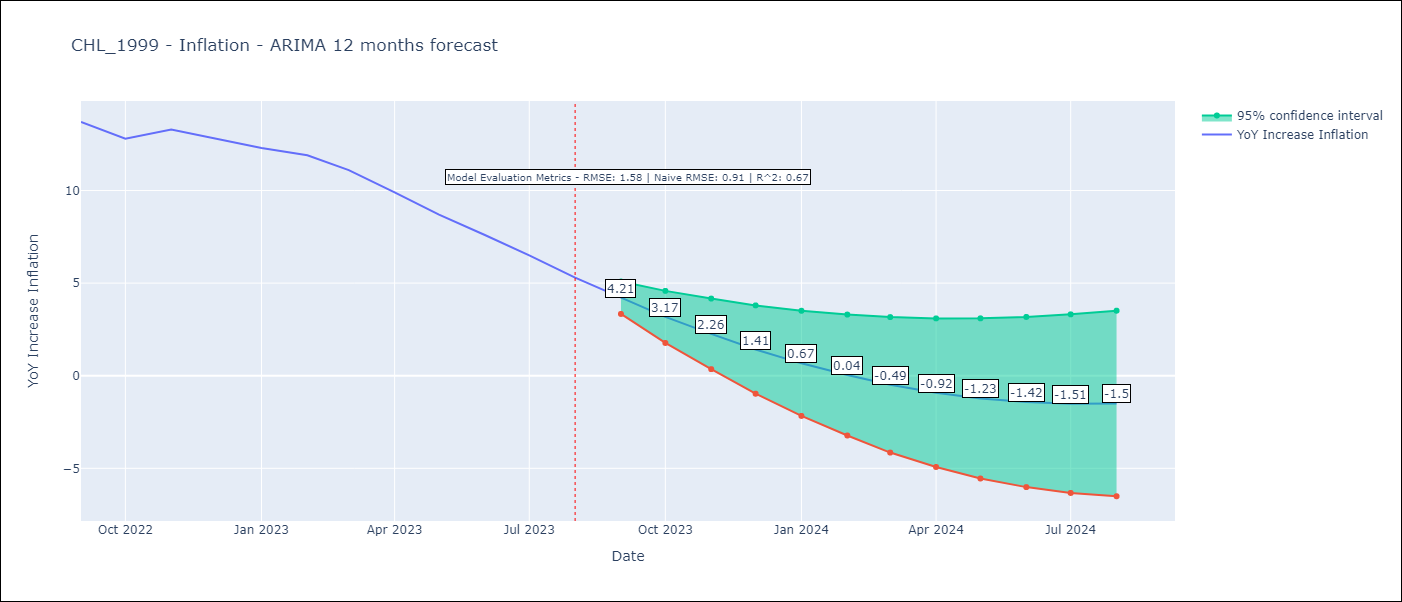 CHL_1999 - Inflation - ARIMA 12 months forecast
95% confidence interval
YoY Increase Inflation
Model Evaluation Metrics - RMSE: 1.58 | Naive RMSE: 0.91 | R^2: 0.67
YoY Increase Inflation
10
5
0
−5
4.21
3.17
2.26
1.41
0.67
0.04
-0.49
-0.92
-1.23
-1.42
-1.51
-1.5
Oct 2022
Jan 2023
Apr 2023
Jul 2023
Oct 2023
Jan 2024
Apr 2024
Jul 2024
Date